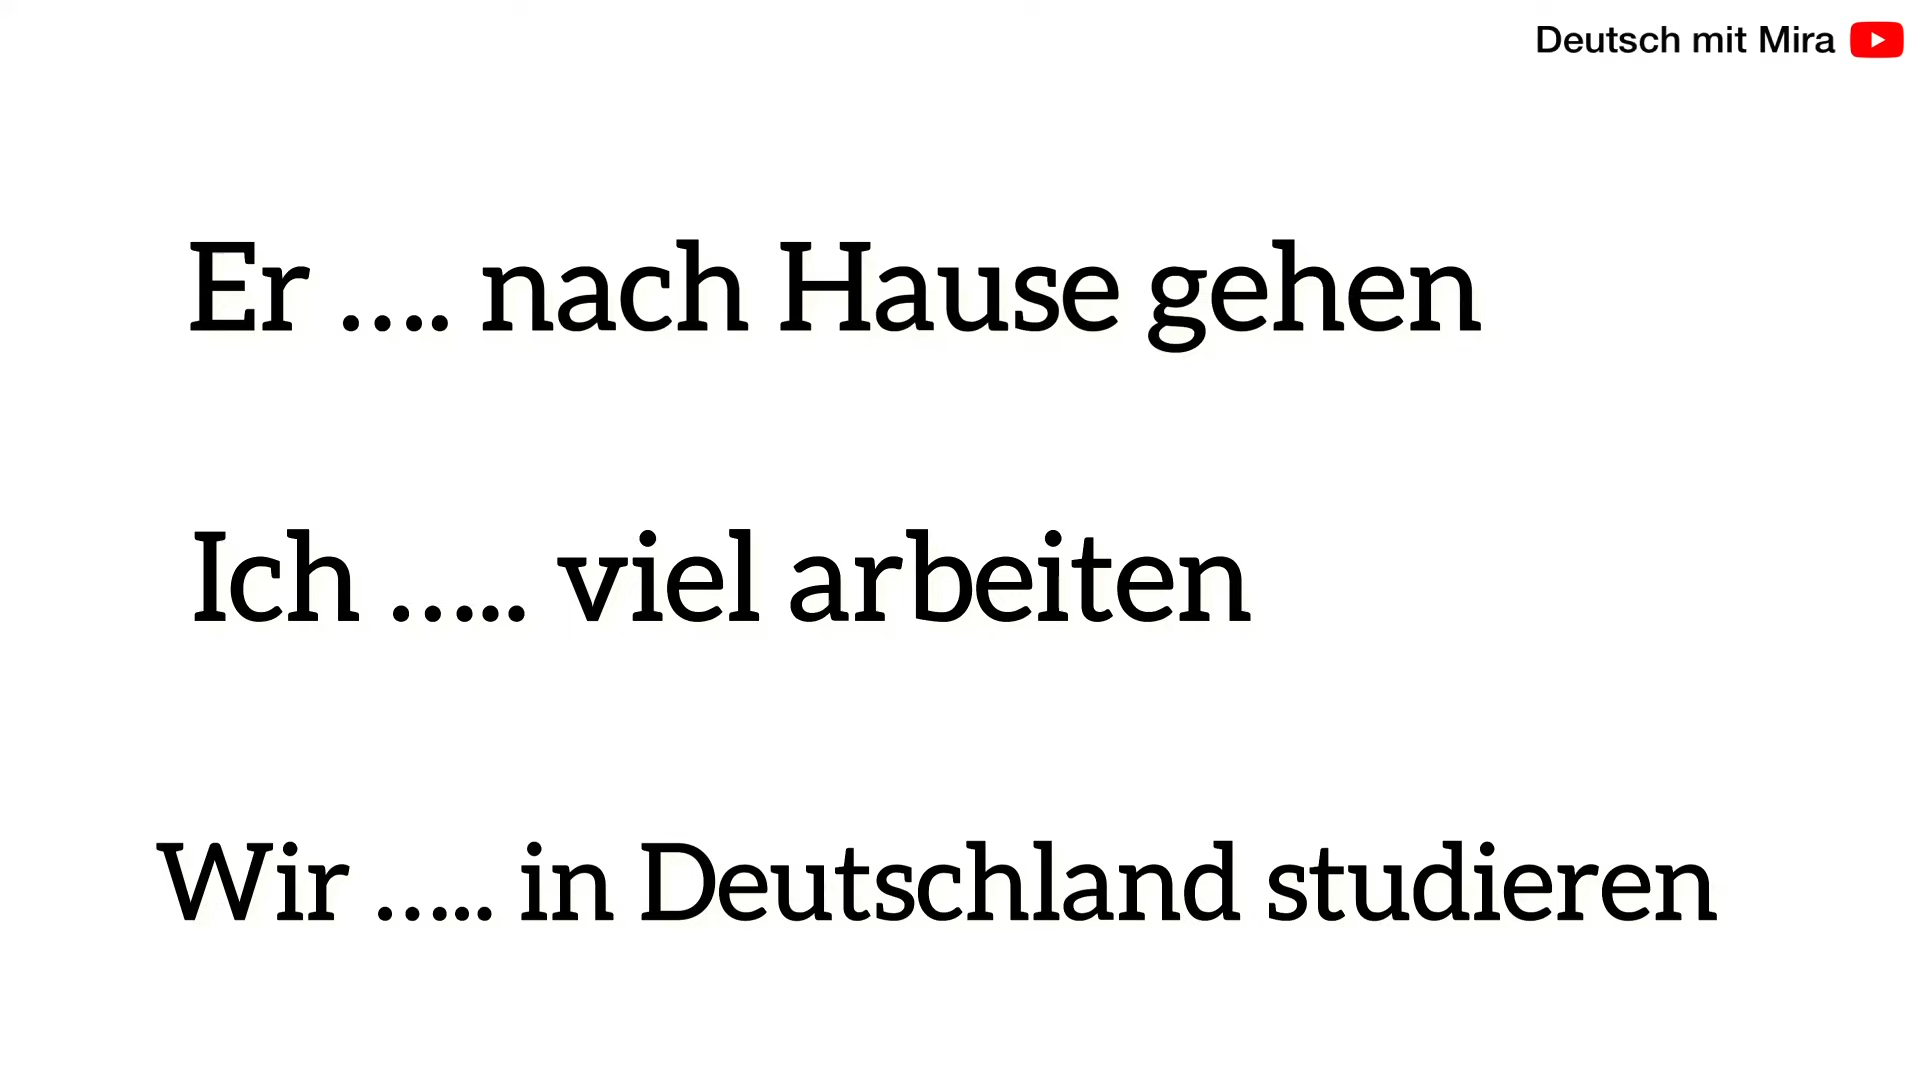 Deutsch mit Mira
Er .... nach Hause gehen
Ich ..... viel arbeiten
Wir ..... in Deutschland studieren